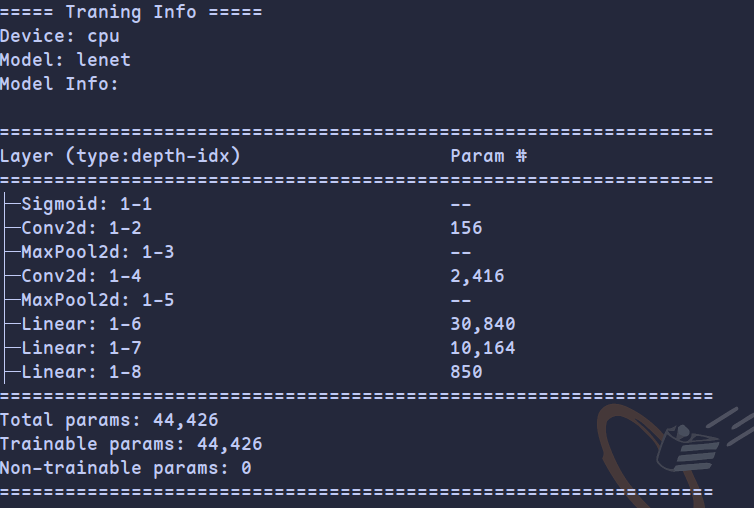 ===== Traning Info =====
Device: cpu
Model: lenet
Model Info:
=================================================================
Layer (type:depth-idx) Param #
=================================================================
├─Sigmoid: 1-1 --
├─Conv2d: 1-2 156
├─MaxPool2d: 1-3 --
├─Conv2d: 1-4 2,416
├─MaxPool2d: 1-5 --
├─Linear: 1-6 30,840
├─Linear: 1-7 10,164
├─Linear: 1-8 850
=================================================================
Total params: 44,426
Trainable params: 44,426
Non-trainable params: 0
=================================================================